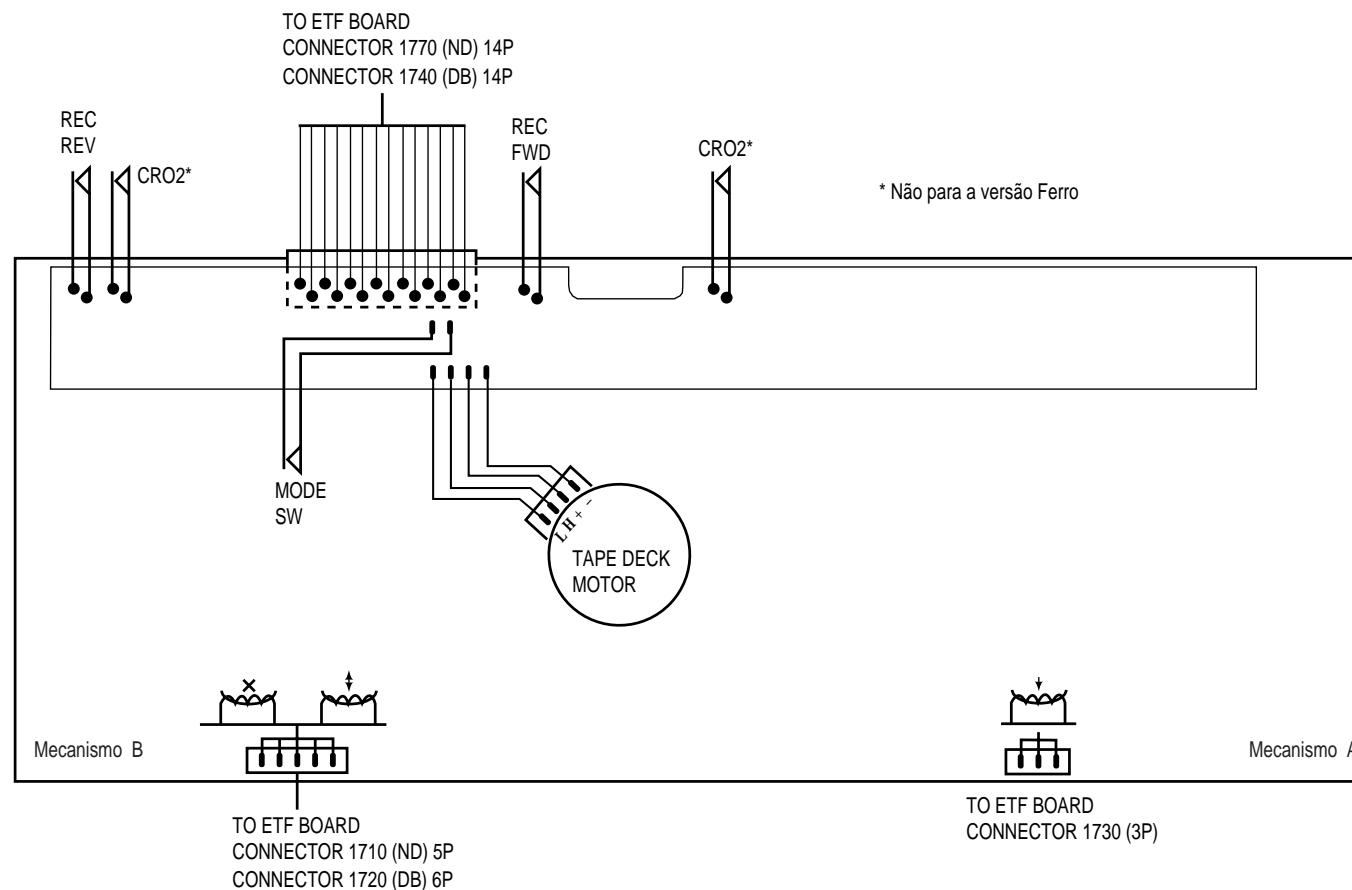 TO ETF BOARD
CONNECTOR 1770 (ND) 14P
CONNECTOR 1740 (DB) 14P
REC
REV
CRO2*
REC
FWD
CRO2*
* Não para a versão Ferro
MODE
SW
L H + -
TAPE DECK
MOTOR
Mecanismo B
Mecanismo A
TO ETF BOARD
CONNECTOR 1710 (ND) 5P
CONNECTOR 1720 (DB) 6P
TO ETF BOARD
CONNECTOR 1730 (3P)